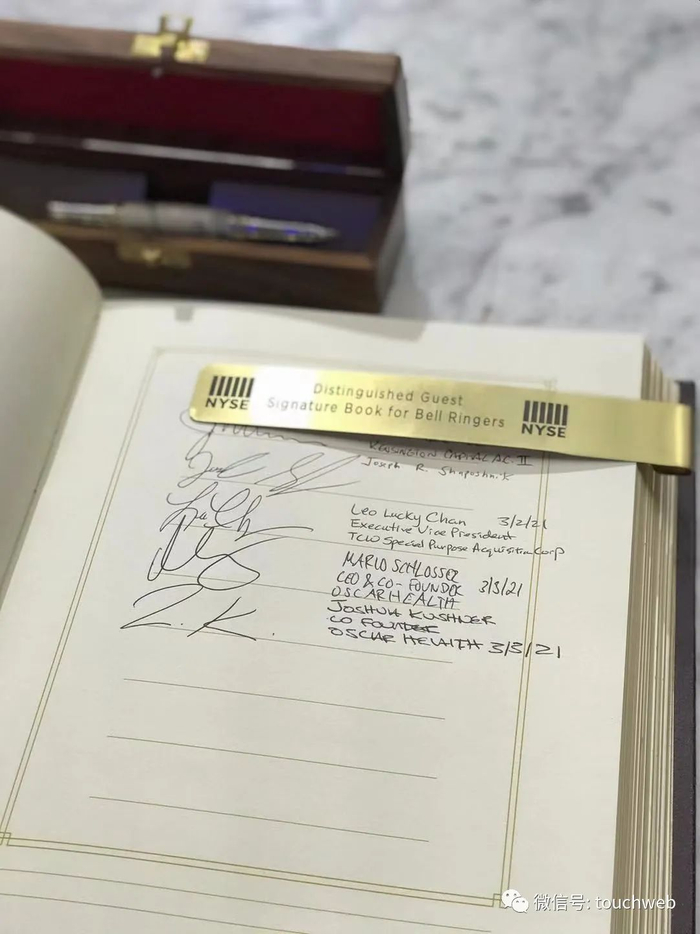 NYSE
Distinguished Guest
Signature Book for Bell Ringers
NYSE
KENSINGTON CAPITAL AC. II
Joseph R. Shaposhnik
Leo Lucky Chan 3/2/21
Executive Vice President
TCW Special Purpose Acquisition Corp
MARIO SCHLOSSER
CEO & CO-FOUNDER 3/3/21
OSCAR HEALTH
JOSHUA KUSHNER
CO FOUNDER
OSCAR HEALTH 3/3/21
微信号: touchweb